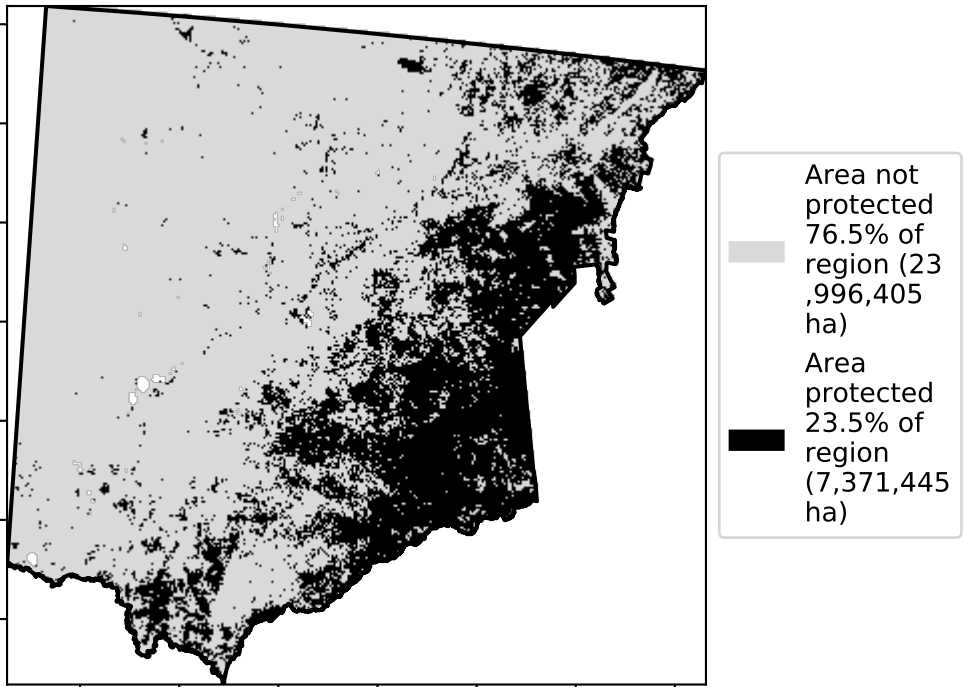 Area not
protected
76.5% of
region (23
,996,405
ha)
Area
protected
23.5% of
region
(7,371,445
ha)